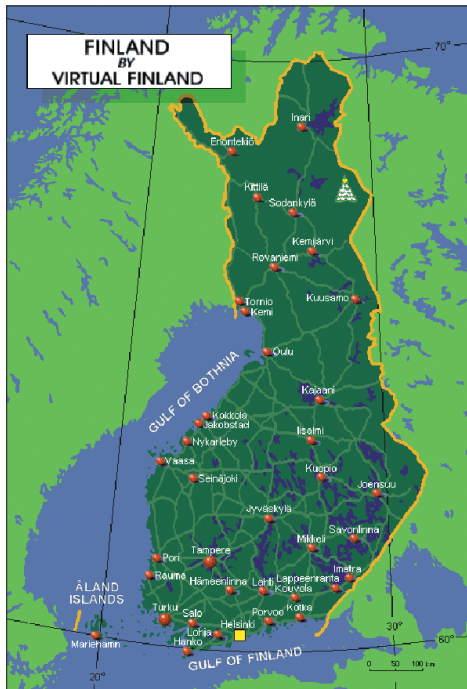 FINLAND
BY
VIRTUAL FINLAND
70°
Inari
Enontekiö
Kittilä
Sodankylä
Kemijärvi
Rovaniemi
Tornio
Kemi
Kuusamo
Oulu
GULF OF BOTHNIA
Kajaani
Kokkola
Jakobstad
Nykarleby
Iisalmi
Vaasa
Seinäjoki
Kuopio
Joensuu
Jyväskylä
Savonlinna
Mikkeli
Pori
Tampere
Rauma
Imatra
Hämeenlinna
Lahti
Lappeenranta
Kouvola
ÅLAND
ISLANDS
Turku
Salo
Helsinki
Porvoo
Kotka
Lohja
Mariehamn
Hanko
60°
GULF OF FINLAND
0 50 100 km
20°
30°